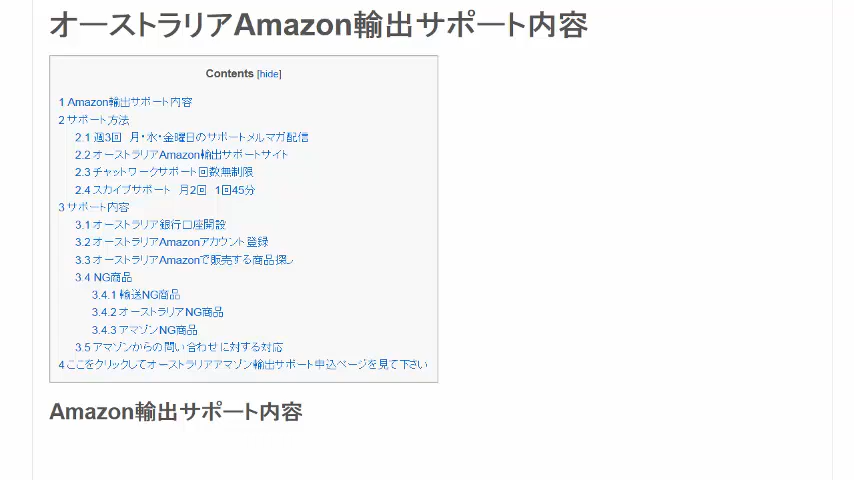 オーストラリアAmazon輸出サポート内容
Contents [hide]
1 Amazon輸出サポート内容
2 サポート方法
2.1 週3回　月・水・金曜日のサポートメルマガ配信
2.2 オーストラリアAmazon輸出サポートサイト
2.3 チャットワークサポート回数無制限
2.4 スカイプサポート　月2回　1回45分
3 サポート内容
3.1 オーストラリア銀行口座開設
3.2 オーストラリアAmazonアカウント登録
3.3 オーストラリアAmazonで販売する商品探し
3.4 NG商品
3.4.1 輸送NG商品
3.4.2 オーストラリアNG商品
3.4.3 アマゾンNG商品
3.5 アマゾンからの問い合わせに対する対応
4 ここをクリックしてオーストラリアアマゾン輸出サポート申込ページを見て下さい
Amazon輸出サポート内容